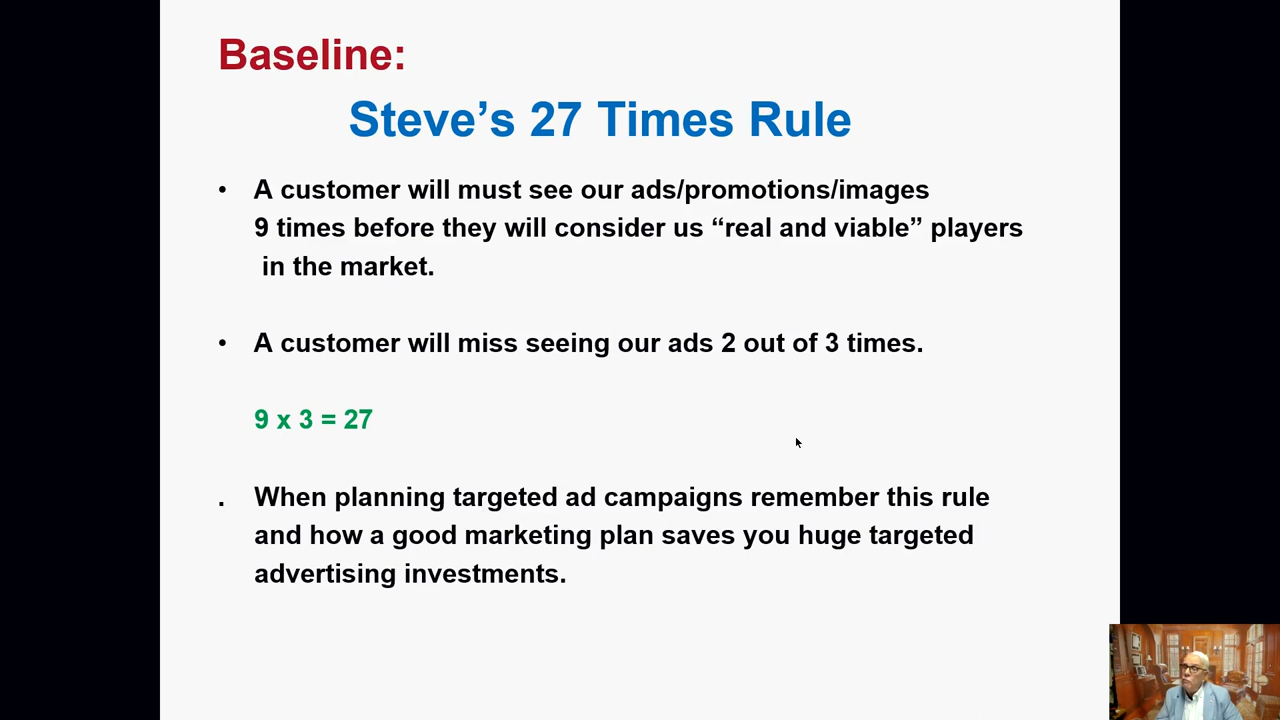 Baseline:
Steve’s 27 Times Rule
• A customer will must see our ads/promotions/images
9 times before they will consider us “real and viable” players
in the market.
• A customer will miss seeing our ads 2 out of 3 times.
9 x 3 = 27
. When planning targeted ad campaigns remember this rule
and how a good marketing plan saves you huge targeted
advertising investments.